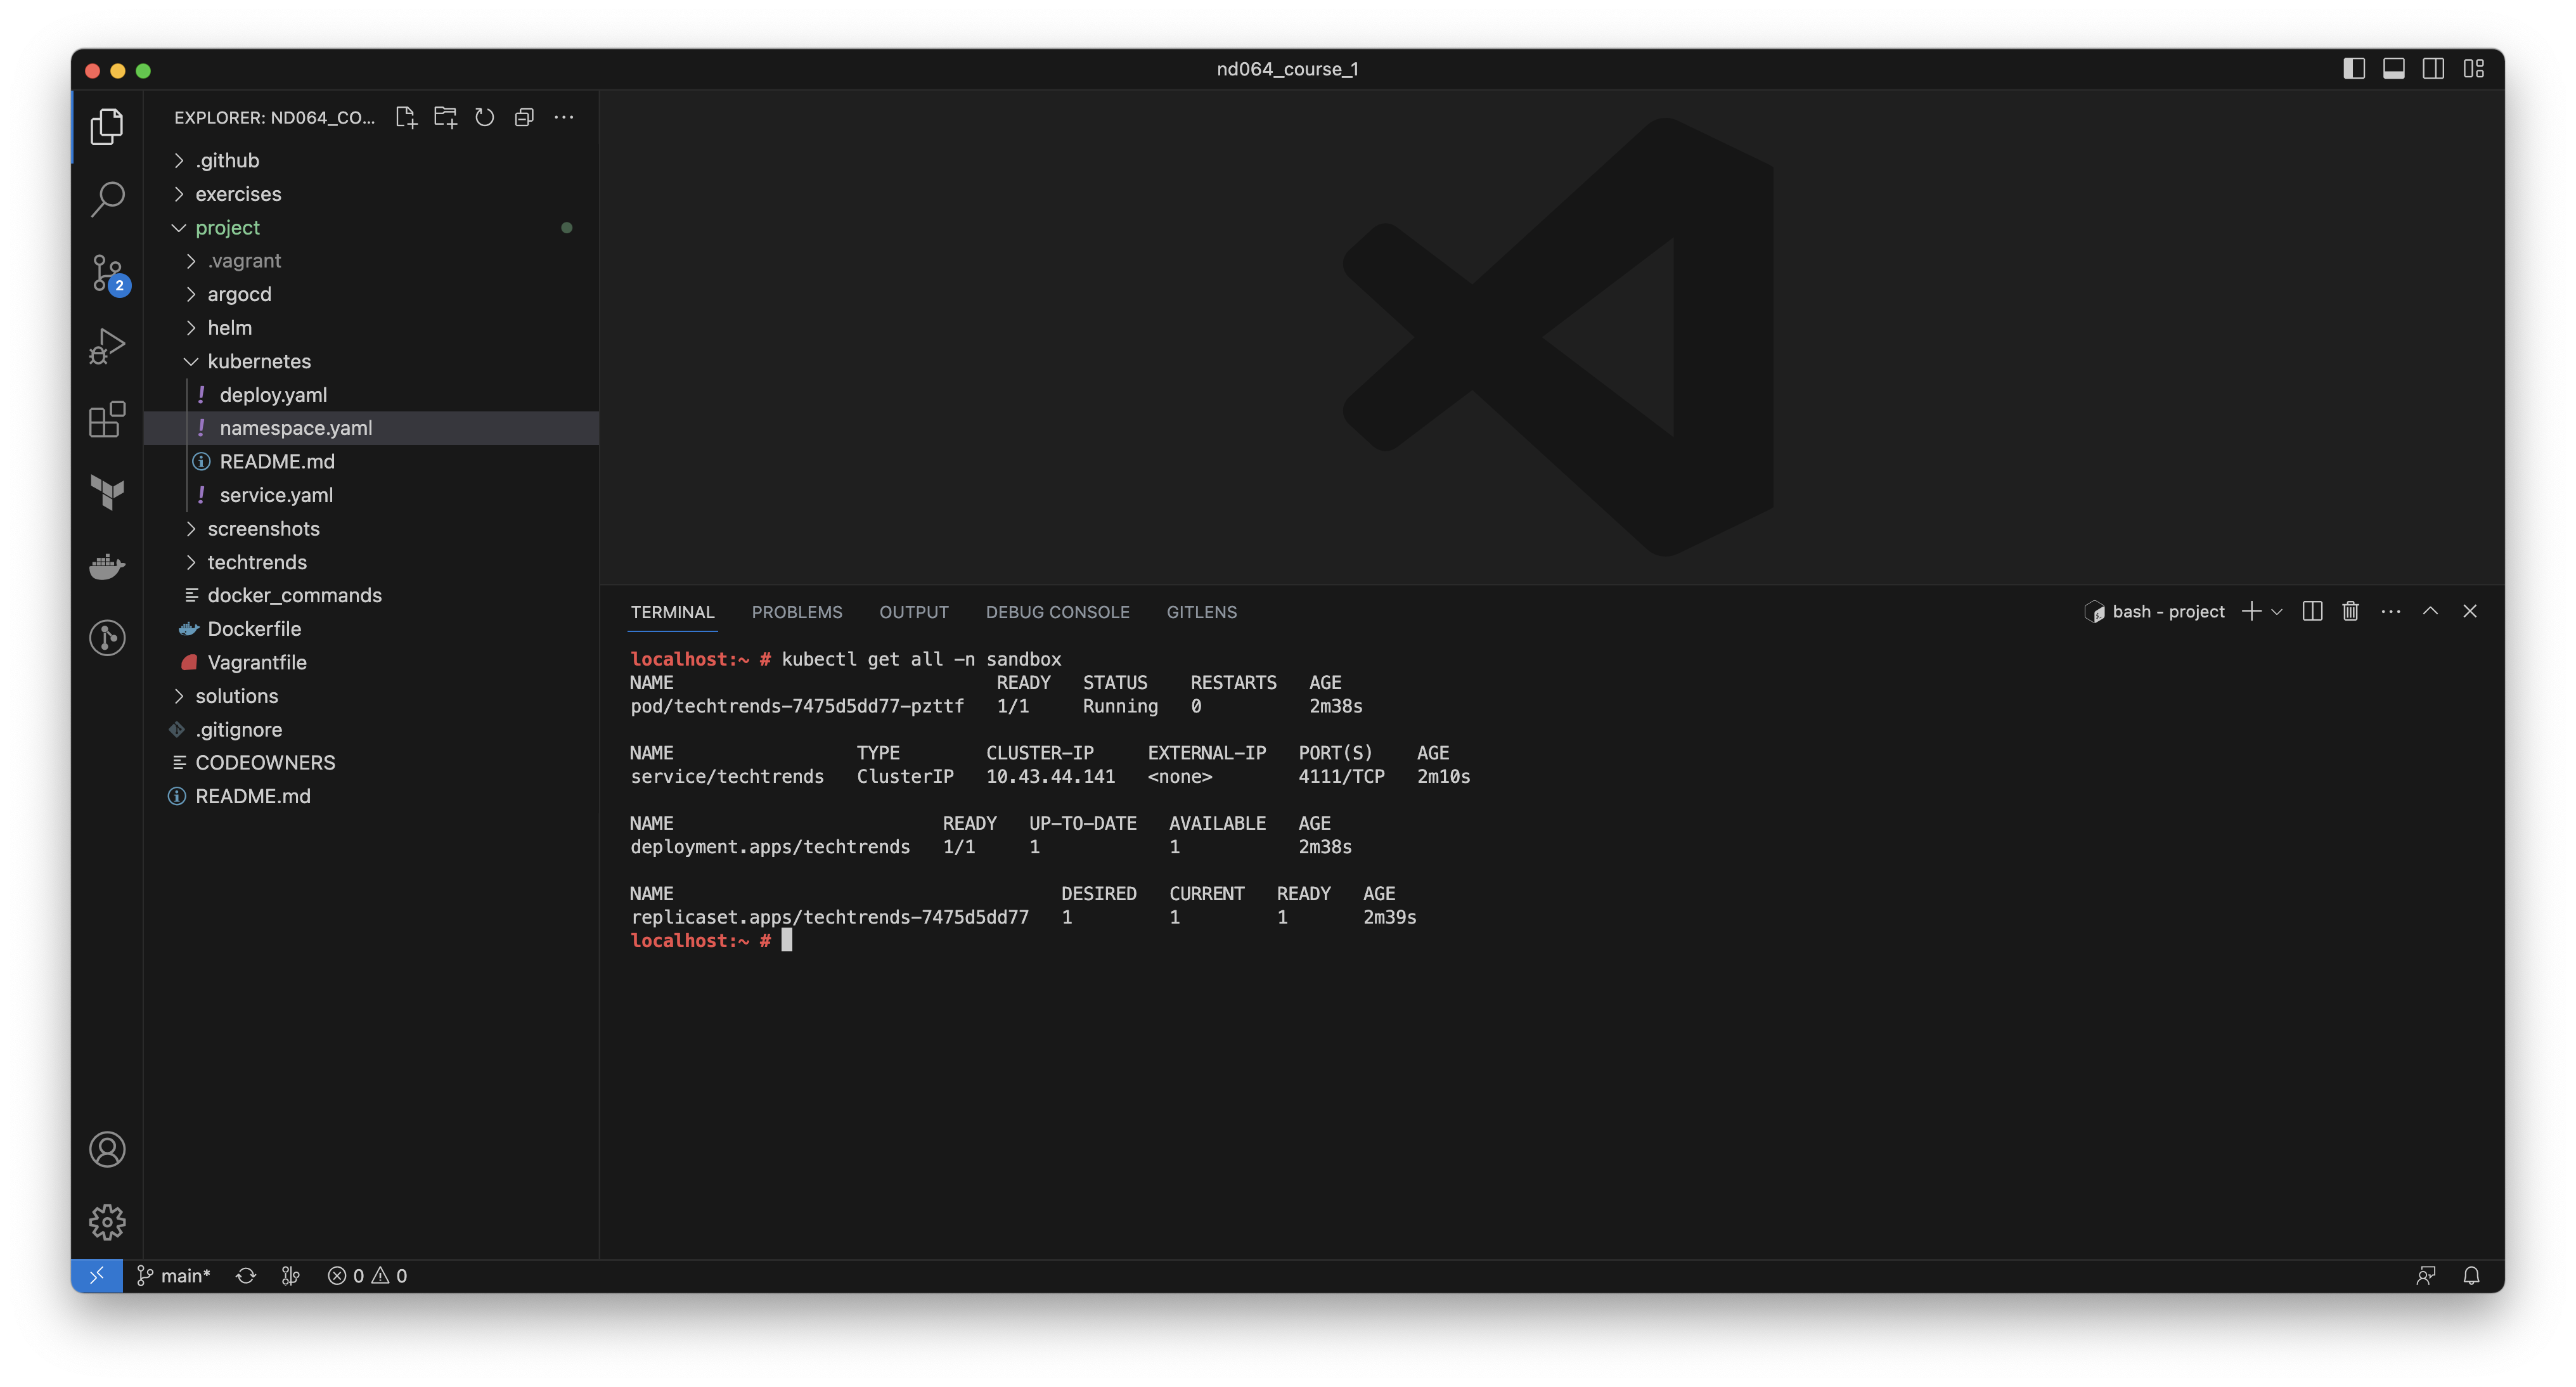 nd064_course_1
EXPLORER: ND064_CO...
.github
exercises
project
.vagrant
argocd
helm
kubernetes
! deploy.yaml
! namespace.yaml
README.md
! service.yaml
screenshots
techtrends
docker_commands
Dockerfile
Vagrantfile
solutions
.gitignore
CODEOWNERS
README.md
2
TERMINAL PROBLEMS OUTPUT DEBUG CONSOLE GITLENS
bash - project
localhost:~ # kubectl get all -n sandbox
NAME READY STATUS RESTARTS AGE
pod/techtrends-7475d5dd77-pzttf 1/1 Running 0 2m38s
NAME TYPE CLUSTER-IP EXTERNAL-IP PORT(S) AGE
service/techtrends ClusterIP 10.43.44.141 <none> 4111/TCP 2m10s
NAME READY UP-TO-DATE AVAILABLE AGE
deployment.apps/techtrends 1/1 1 1 2m38s
NAME DESIRED CURRENT READY AGE
replicaset.apps/techtrends-7475d5dd77 1 1 1 2m39s
localhost:~ #
main* 0 0